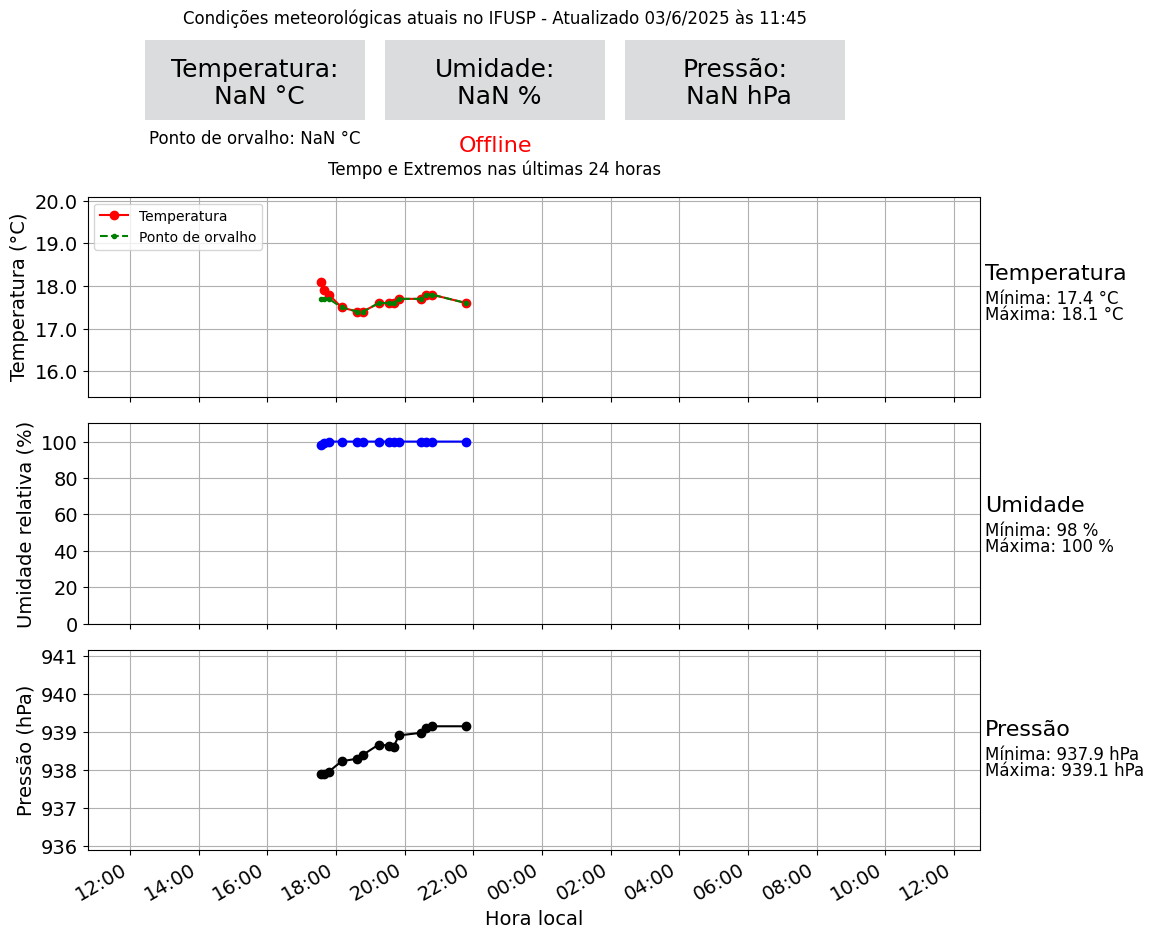 Condições meteorológicas atuais no IFUSP - Atualizado 03/6/2025 às 11:45
Temperatura:
NaN °C
Umidade:
NaN %
Pressão:
NaN hPa
Ponto de orvalho: NaN °C
Offline
Tempo e Extremos nas últimas 24 horas
Temperatura (°C)
20.0
19.0
18.0
17.0
16.0
Temperatura
Ponto de orvalho
Temperatura
Mínima: 17.4 °C
Máxima: 18.1 °C
Umidade relativa (%)
100
80
60
40
20
0
Umidade
Mínima: 98 %
Máxima: 100 %
Pressão (hPa)
941
940
939
938
937
936
Pressão
Mínima: 937.9 hPa
Máxima: 939.1 hPa
12:00 14:00 16:00 18:00 20:00 22:00 00:00 02:00 04:00 06:00 08:00 10:00 12:00
Hora local